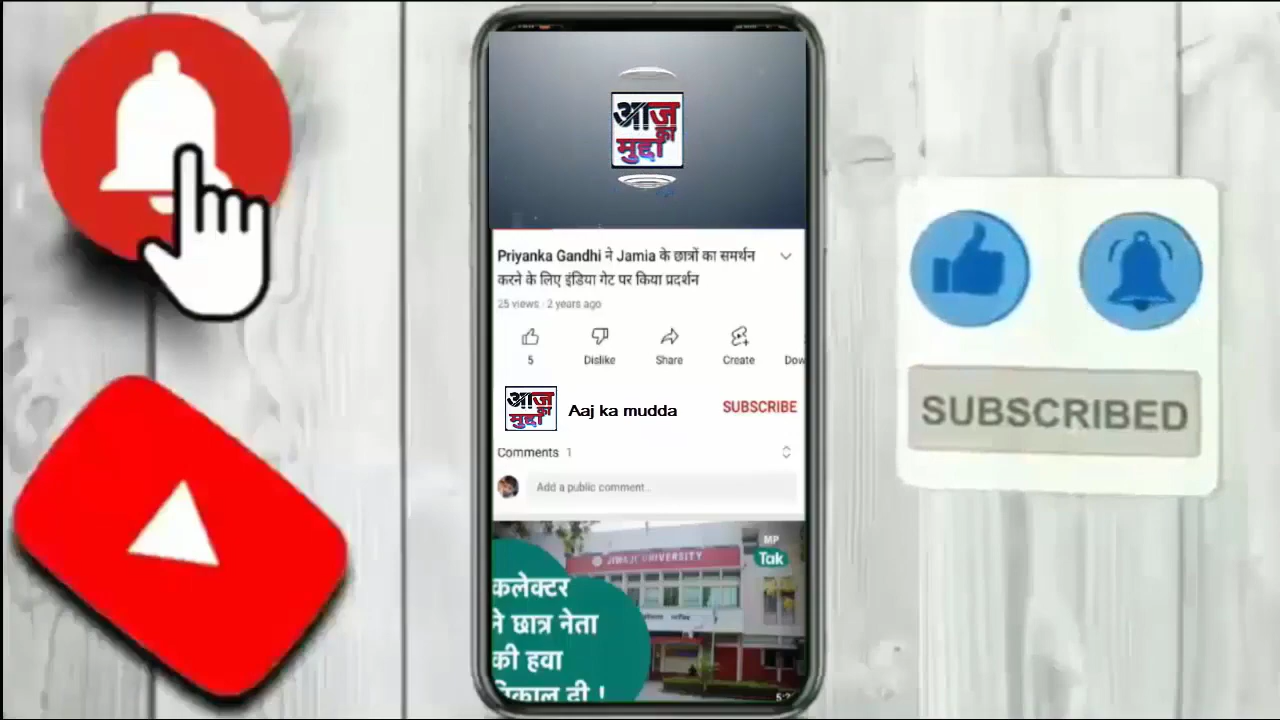 आज
का
मुद्दा
Priyanka Gandhi ने Jamia के छात्रों का समर्थन
करने के लिए इंडिया गेट पर किया प्रदर्शन
25 views · 2 years ago
5
Dislike
Share
Create
Dow
आज
का
मुद्दा
Aaj ka mudda
SUBSCRIBE
Comments 1
Add a public comment..
MP
Tak
JIWAJI UNIVERSITY
कलेक्टर
ने छात्र नेता
की हवा
निकाल दी !
SUBSCRIBED